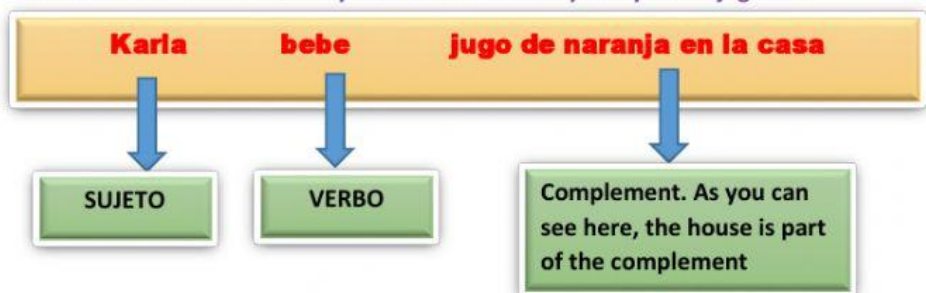 Karla bebe jugo de naranja en la casa
SUJETO
VERBO
Complement. As you can
see here, the house is part
of the complement